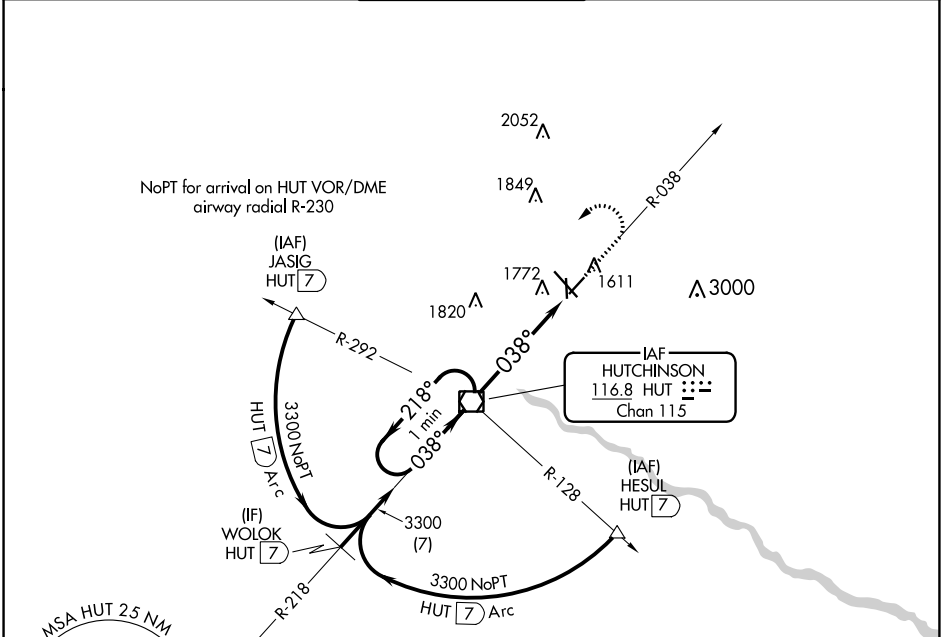 2052
1849
R-038
NoPT for arrival on HUT VOR/DME
airway radial R-230
(IAF)
JASIG
HUT 7
1772
1611
3000
1820
R-292
038°
IAF
HUTCHINSON
116.8 HUT
Chan 115
218°
1 min
038°
3300 NoPT
HUT 7 Arc
R-128
(IAF)
HESUL
HUT 7
(IF)
WOLOK
HUT 7
3300
(7)
3300 NoPT
HUT 7 Arc
R-218
MSA HUT 25 NM